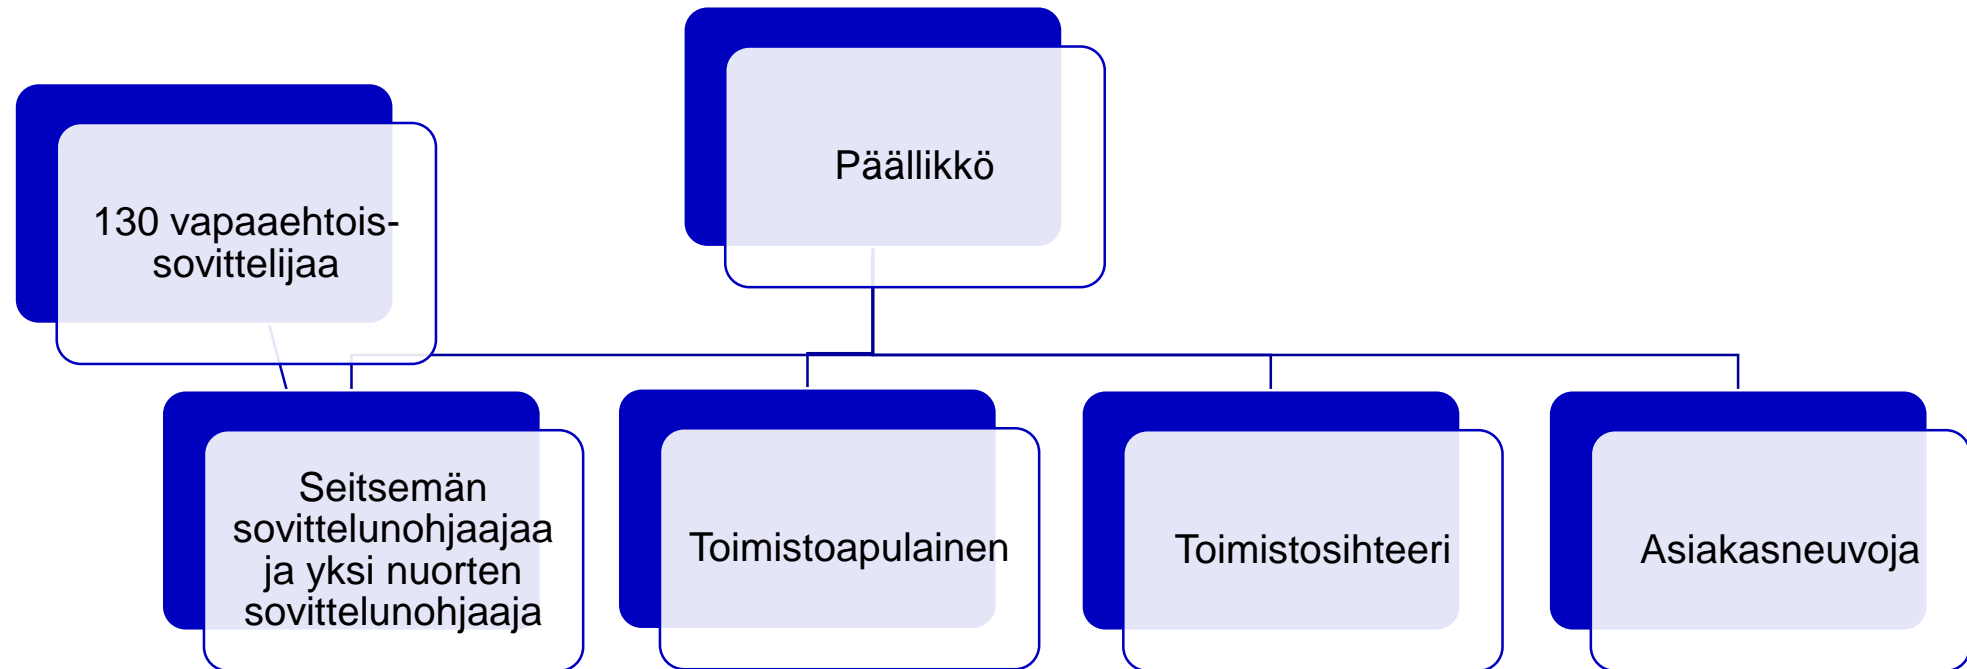 Päällikkö
130 vapaaehtois-
sovittelijaa
Seitsemän
sovittelunohjaajaa
ja yksi nuorten
sovittelunohjaaja
Toimistoapulainen
Toimistosihteeri
Asiakasneuvoja